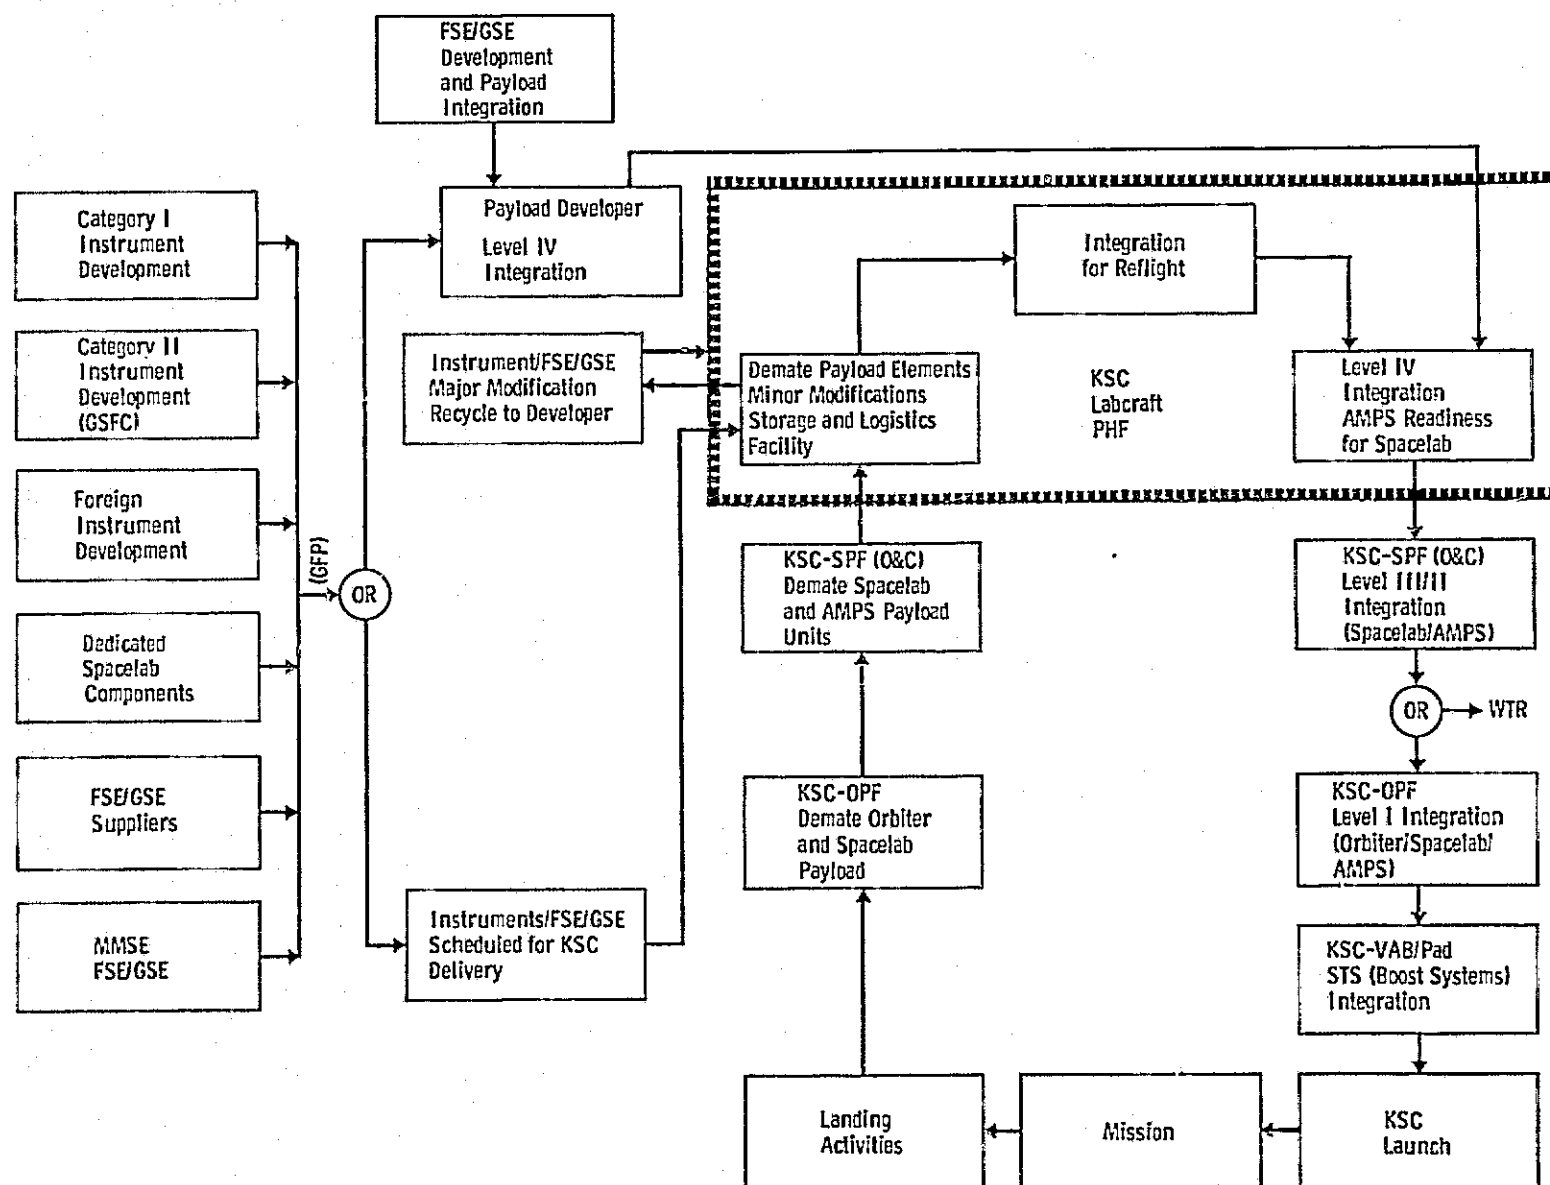 FSE/GSE
Development
and Payload
Integration
Payload Developer
Level IV
Integration
Category I
Instrument
Development
Category II
Instrument
Development
(GSFC)
Foreign
Instrument
Development
Dedicated
Spacelab
Components
FSE/GSE
Suppliers
MMSE
FSE/GSE
(GFP)
OR
Instrument/FSE/GSE
Major Modification
Recycle to Developer
Instruments/FSE/GSE
Scheduled for KSC
Delivery
Integration
for Reflight
Demate Payload Elements
Minor Modifications
Storage and Logistics
Facility
KSC
Labcraft
PHF
Level IV
Integration
AMPS Readiness
for Spacelab
KSC-SPF (O&C)
Demate Spacelab
and AMPS Payload
Units
KSC-SPF (O&C)
Level III/II
Integration
(Spacelab/AMPS)
OR
WTR
KSC-OPF
Demate Orbiter
and Spacelab
Payload
KSC-OPF
Level I Integration
(Orbiter/Spacelab/
AMPS)
KSC-VAB/Pad
STS (Boost Systems)
Integration
Landing
Activities
Mission
KSC
Launch